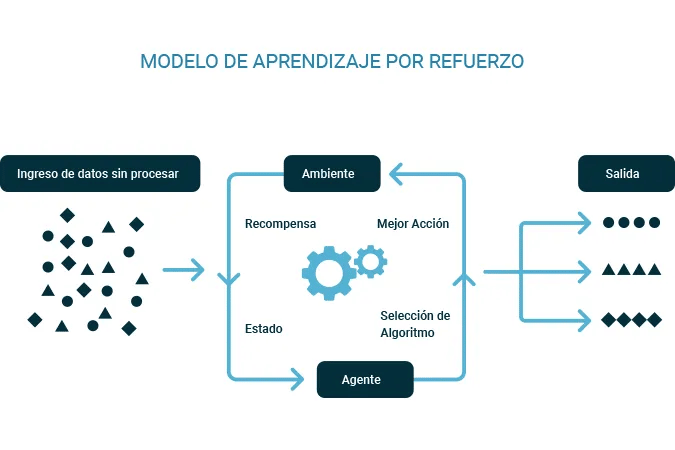 MODELO DE APRENDIZAJE POR REFUERZO
Ingreso de datos sin procesar
Ambiente
Salida
Recompensa
Mejor Acción
Estado
Selección de
Algoritmo
Agente